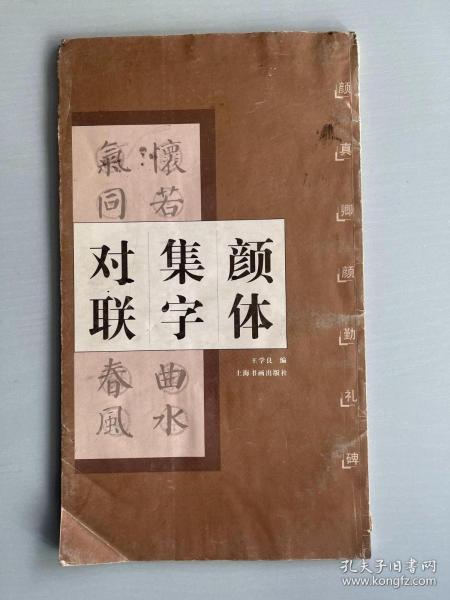 颜体
集字
对联
懷若
曲水
氣同
春風
王学良 编
上海书画出版社
颜真卿颜勤礼碑
孔夫子旧书网
www.kongfz.com